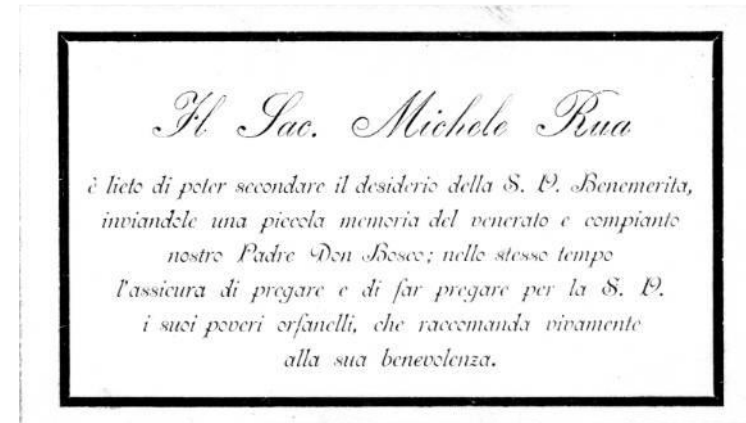 Il Sac. Michele Rua
è lieto di poter secondare il desiderio della S. V. Benemerita,
inviandole una piccola memoria del venerato e compianto
nostro Padre Don Bosco; nello stesso tempo
l'assicura di pregare e di far pregare per la S. V.
i suoi poveri orfanelli, che raccomanda vivamente
alla sua benevolenza.